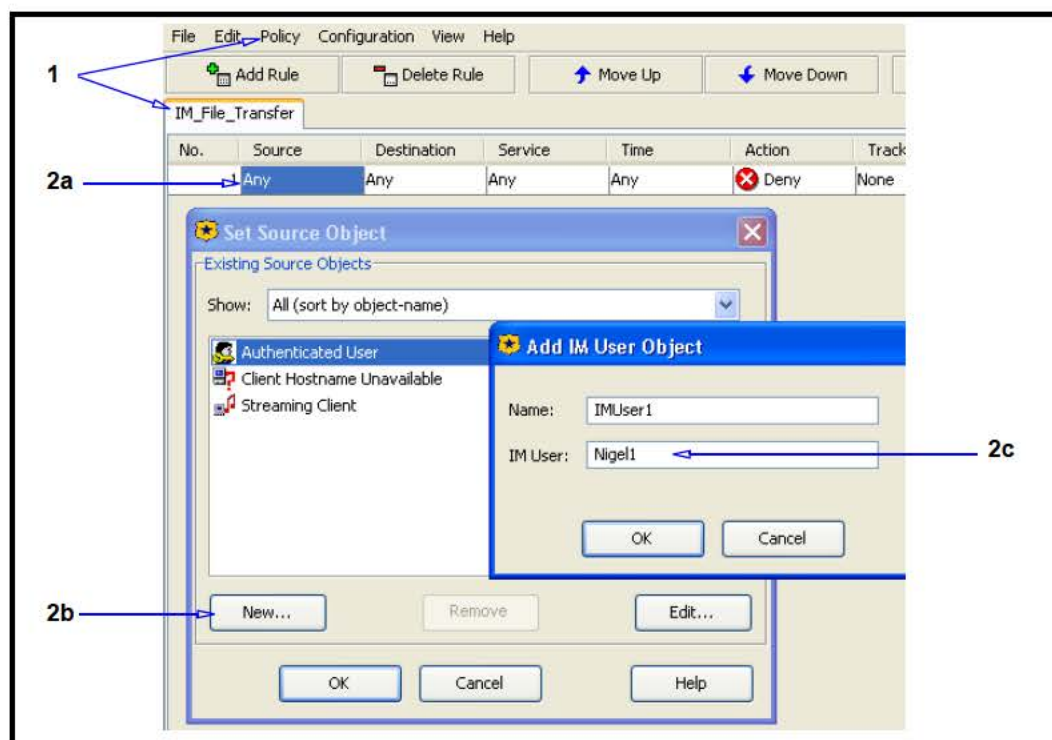 File Edit Policy Configuration View Help
1
Add Rule Delete Rule Move Up Move Down
IM_File_Transfer
No. Source Destination Service Time Action Track
2a
1 Any Any Any Any Deny None
Set Source Object
Existing Source Objects
Show: All (sort by object-name)
Authenticated User
Client Hostname Unavailable
Streaming Client
Add IM User Object
Name: IMUser1
IM User: Nigel1
2c
OK Cancel
2b
New... Remove Edit...
OK Cancel Help